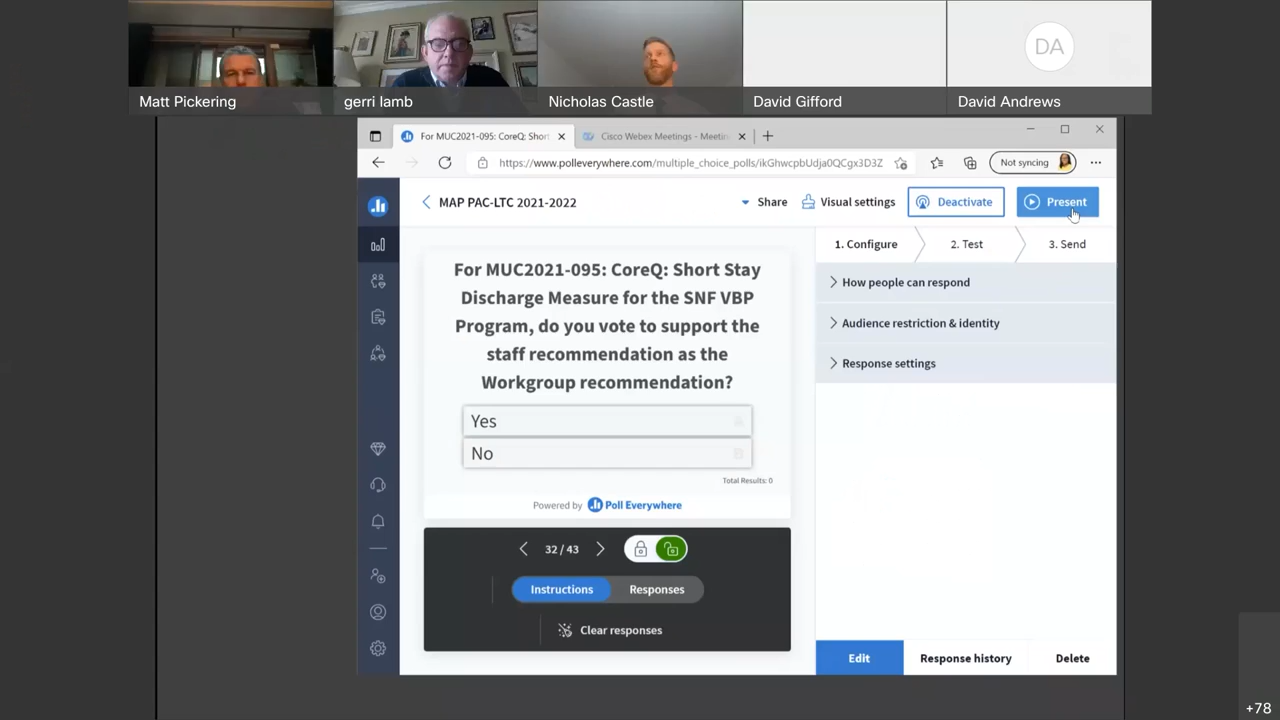 DA
Matt Pickering
gerri lamb
Nicholas Castle
David Gifford
David Andrews
For MUC2021-095: CoreQ: Short
Cisco Webex Meetings - Meetin
https://www.polleverywhere.com/multiple_choice_polls/ikGhwcpbUdja0QCgx3D3Z
Not syncing
MAP PAC-LTC 2021-2022
Share
Visual settings
Deactivate
Present
1. Configure
2. Test
3. Send
For MUC2021-095: CoreQ: Short Stay
Discharge Measure for the SNF VBP
Program, do you vote to support the
staff recommendation as the
Workgroup recommendation?
Yes
No
Total Results: 0
Powered by Poll Everywhere
How people can respond
Audience restriction & identity
Response settings
32 / 43
Instructions
Responses
Clear responses
Edit
Response history
Delete
+78